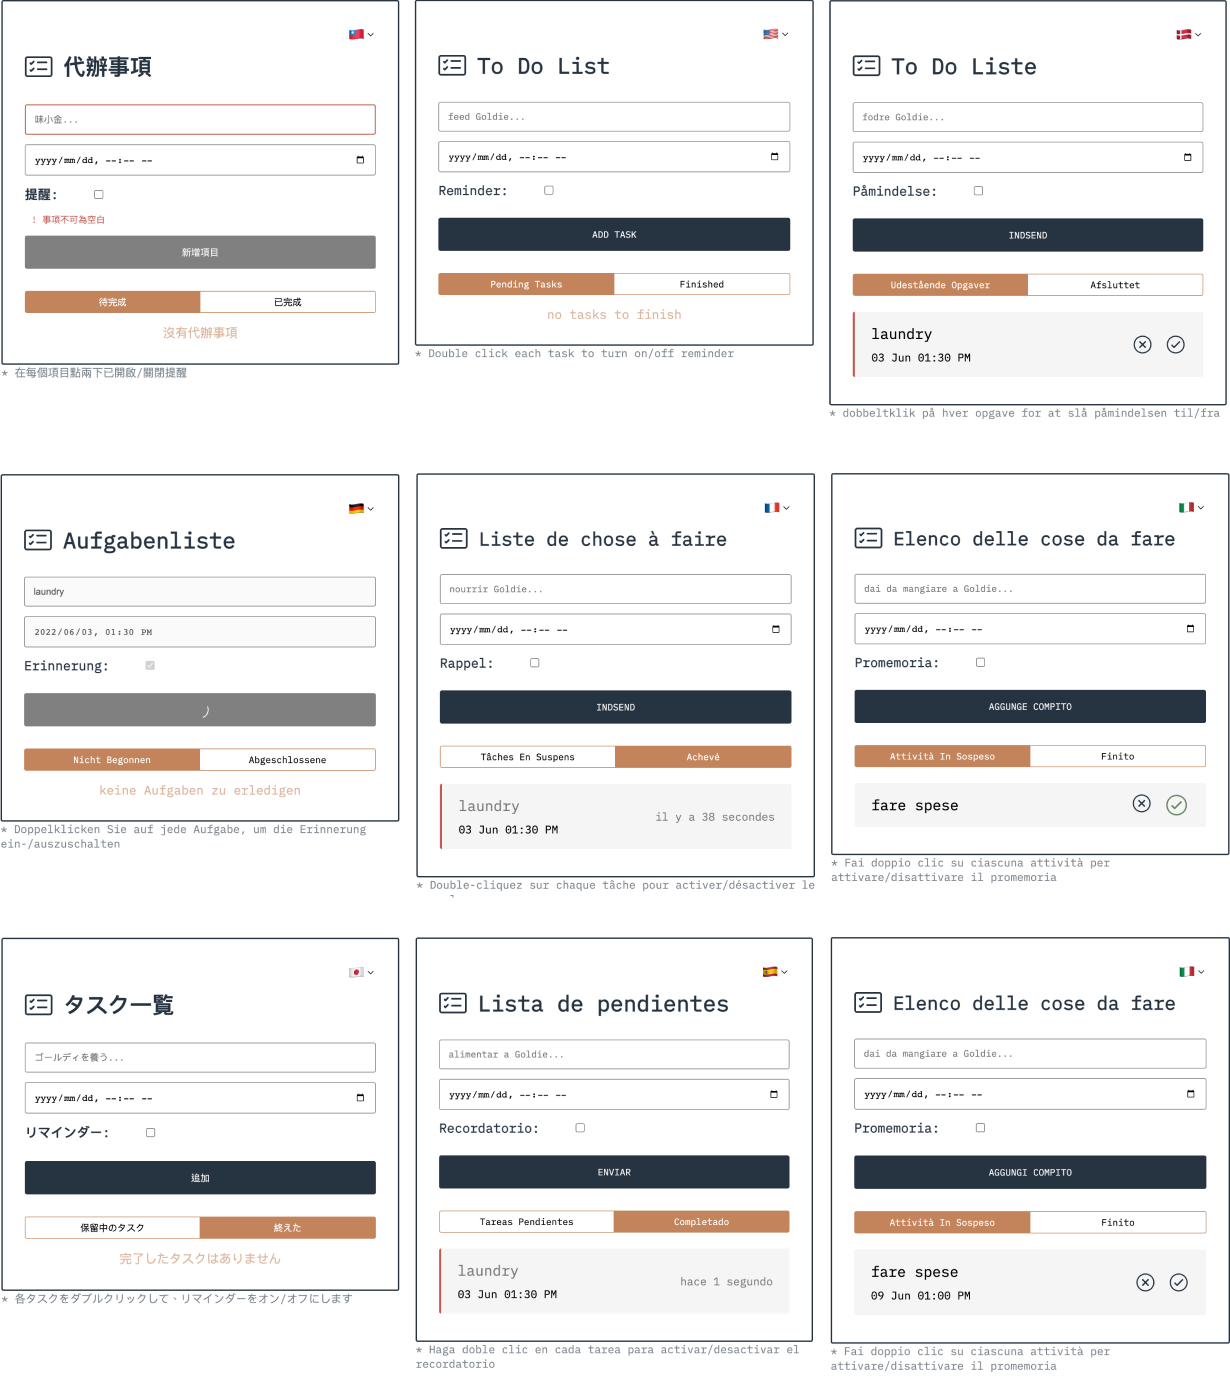 代辦事項
味小金...
yyyy/mm/dd, --:-- --
提醒:
! 事項不可為空白
新增項目
待完成
已完成
沒有代辦事項
* 在每個項目點兩下已開啟/關閉提醒
To Do List
feed Goldie...
yyyy/mm/dd, --:-- --
Reminder:
ADD TASK
Pending Tasks
Finished
no tasks to finish
* Double click each task to turn on/off reminder
To Do Liste
fodre Goldie...
yyyy/mm/dd, --:-- --
Påmindelse:
INDSEND
Udestående Opgaver
Afsluttet
laundry
03 Jun 01:30 PM
* dobbeltklik på hver opgave for at slå påmindelsen til/fra
Aufgabenliste
laundry
2022/06/03, 01:30 PM
Erinnerung:
Nicht Begonnen
Abgeschlossene
keine Aufgaben zu erledigen
* Doppelklicken Sie auf jede Aufgabe, um die Erinnerung
ein-/auszuschalten
Liste de chose à faire
nourrir Goldie...
yyyy/mm/dd, --:-- --
Rappel:
INDSEND
Tâches En Suspens
Achevé
laundry
03 Jun 01:30 PM
il y a 38 secondes
* Double-cliquez sur chaque tâche pour activer/désactiver le
Elenco delle cose da fare
dai da mangiare a Goldie...
yyyy/mm/dd, --:-- --
Promemoria:
AGGUNGE COMPITO
Attività In Sospeso
Finito
fare spese
* Fai doppio clic su ciascuna attività per
attivare/disattivare il promemoria
タスク一覧
ゴールディを養う...
yyyy/mm/dd, --:-- --
リマインダー:
追加
保留中のタスク
終えた
完了したタスクはありません
* 各タスクをダブルクリックして、リマインダーをオン/オフにします
Lista de pendientes
alimentar a Goldie...
yyyy/mm/dd, --:-- --
Recordatorio:
ENVIAR
Tareas Pendientes
Completado
laundry
03 Jun 01:30 PM
hace 1 segundo
* Haga doble clic en cada tarea para activar/desactivar el
recordatorio
Elenco delle cose da fare
dai da mangiare a Goldie...
yyyy/mm/dd, --:-- --
Promemoria:
AGGUNGI COMPITO
Attività In Sospeso
Finito
fare spese
09 Jun 01:00 PM
* Fai doppio clic su ciascuna attività per
attivare/disattivare il promemoria